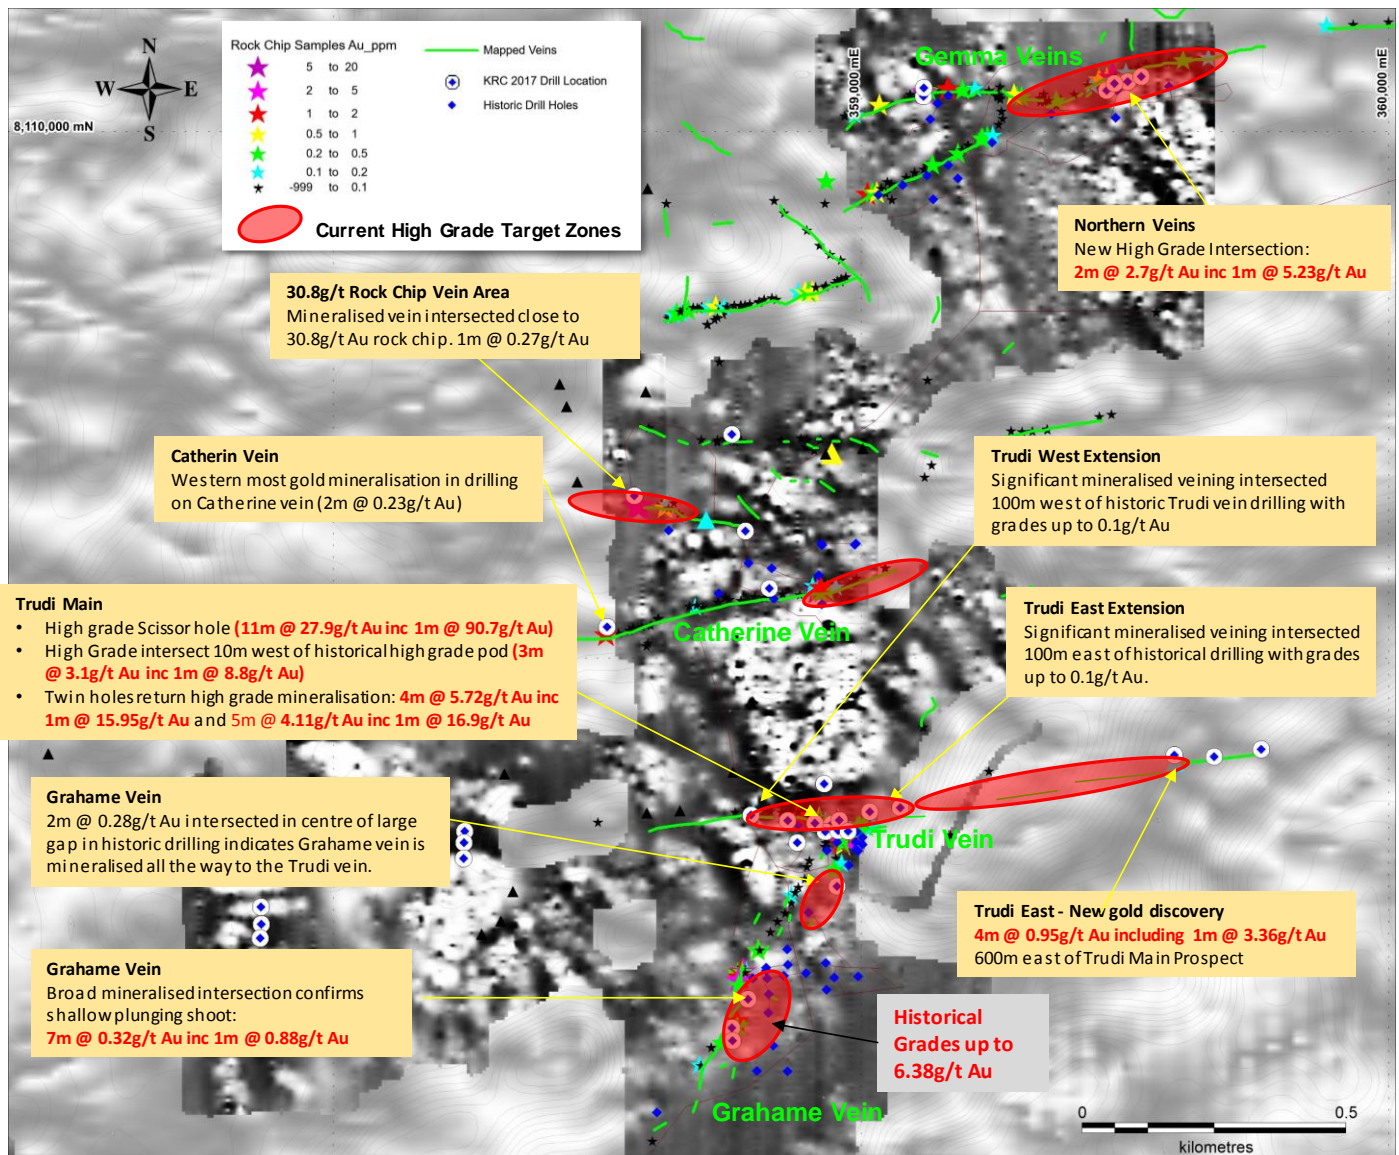 N
W E
S
8,110,000 mN
Rock Chip Samples Au_ppm
5 to 20
2 to 5
1 to 2
0.5 to 1
0.2 to 0.5
0.1 to 0.2
-999 to 0.1
Mapped Veins
KRC 2017 Drill Location
Historic Drill Holes
Current High Grade Target Zones
Gemma Veins
359,000 mE
360,000 mE
Northern Veins
New High Grade Intersection:
2m @ 2.7g/t Au inc 1m @ 5.23g/t Au
30.8g/t Rock Chip Vein Area
Mineralised vein intersected close to
30.8g/t Au rock chip. 1m @ 0.27g/t Au
Catherin Vein
Western most gold mineralisation in drilling
on Catherine vein (2m @ 0.23g/t Au)
Trudi West Extension
Significant mineralised veining intersected
100m west of historic Trudi vein drilling with
grades up to 0.1g/t Au
Trudi Main
• High grade Scissor hole (11m @ 27.9g/t Au inc 1m @ 90.7g/t Au)
• High Grade intersect 10m west of historical high grade pod (3m
@ 3.1g/t Au inc 1m @ 8.8g/t Au)
• Twin holes return high grade mineralisation: 4m @ 5.72g/t Au inc
1m @ 15.95g/t Au and 5m @ 4.11g/t Au inc 1m @ 16.9g/t Au
Catherine Vein
Trudi East Extension
Significant mineralised veining intersected
100m east of historical drilling with grades
up to 0.1g/t Au.
Grahame Vein
2m @ 0.28g/t Au intersected in centre of large
gap in historic drilling indicates Grahame vein is
mineralised all the way to the Trudi vein.
Trudi Vein
Trudi East - New gold discovery
4m @ 0.95g/t Au including 1m @ 3.36g/t Au
600m east of Trudi Main Prospect
Grahame Vein
Broad mineralised intersection confirms
shallow plunging shoot:
7m @ 0.32g/t Au inc 1m @ 0.88g/t Au
Historical
Grades up to
6.38g/t Au
Grahame Vein
0 0.5
kilometres